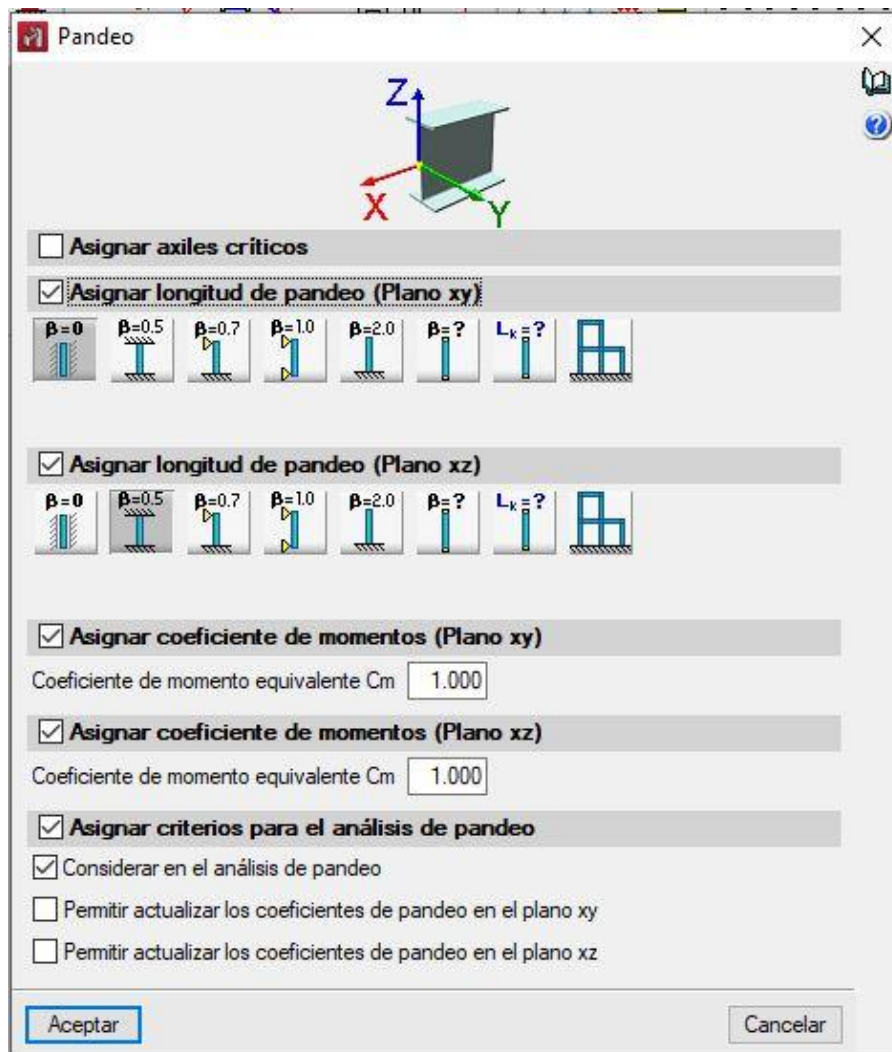 Pandeo
Z
X
Y
Asignar axiles críticos
Asignar longitud de pandeo (Plano xy)
β=0 β=0.5 β=0.7 β=1.0 β=2.0 β=? Lk=?
Asignar longitud de pandeo (Plano xz)
β=0 β=0.5 β=0.7 β=1.0 β=2.0 β=? Lk=?
Asignar coeficiente de momentos (Plano xy)
Coeficiente de momento equivalente Cm 1.000
Asignar coeficiente de momentos (Plano xz)
Coeficiente de momento equivalente Cm 1.000
Asignar criterios para el análisis de pandeo
Considerar en el análisis de pandeo
Permitir actualizar los coeficientes de pandeo en el plano xy
Permitir actualizar los coeficientes de pandeo en el plano xz
Aceptar Cancelar